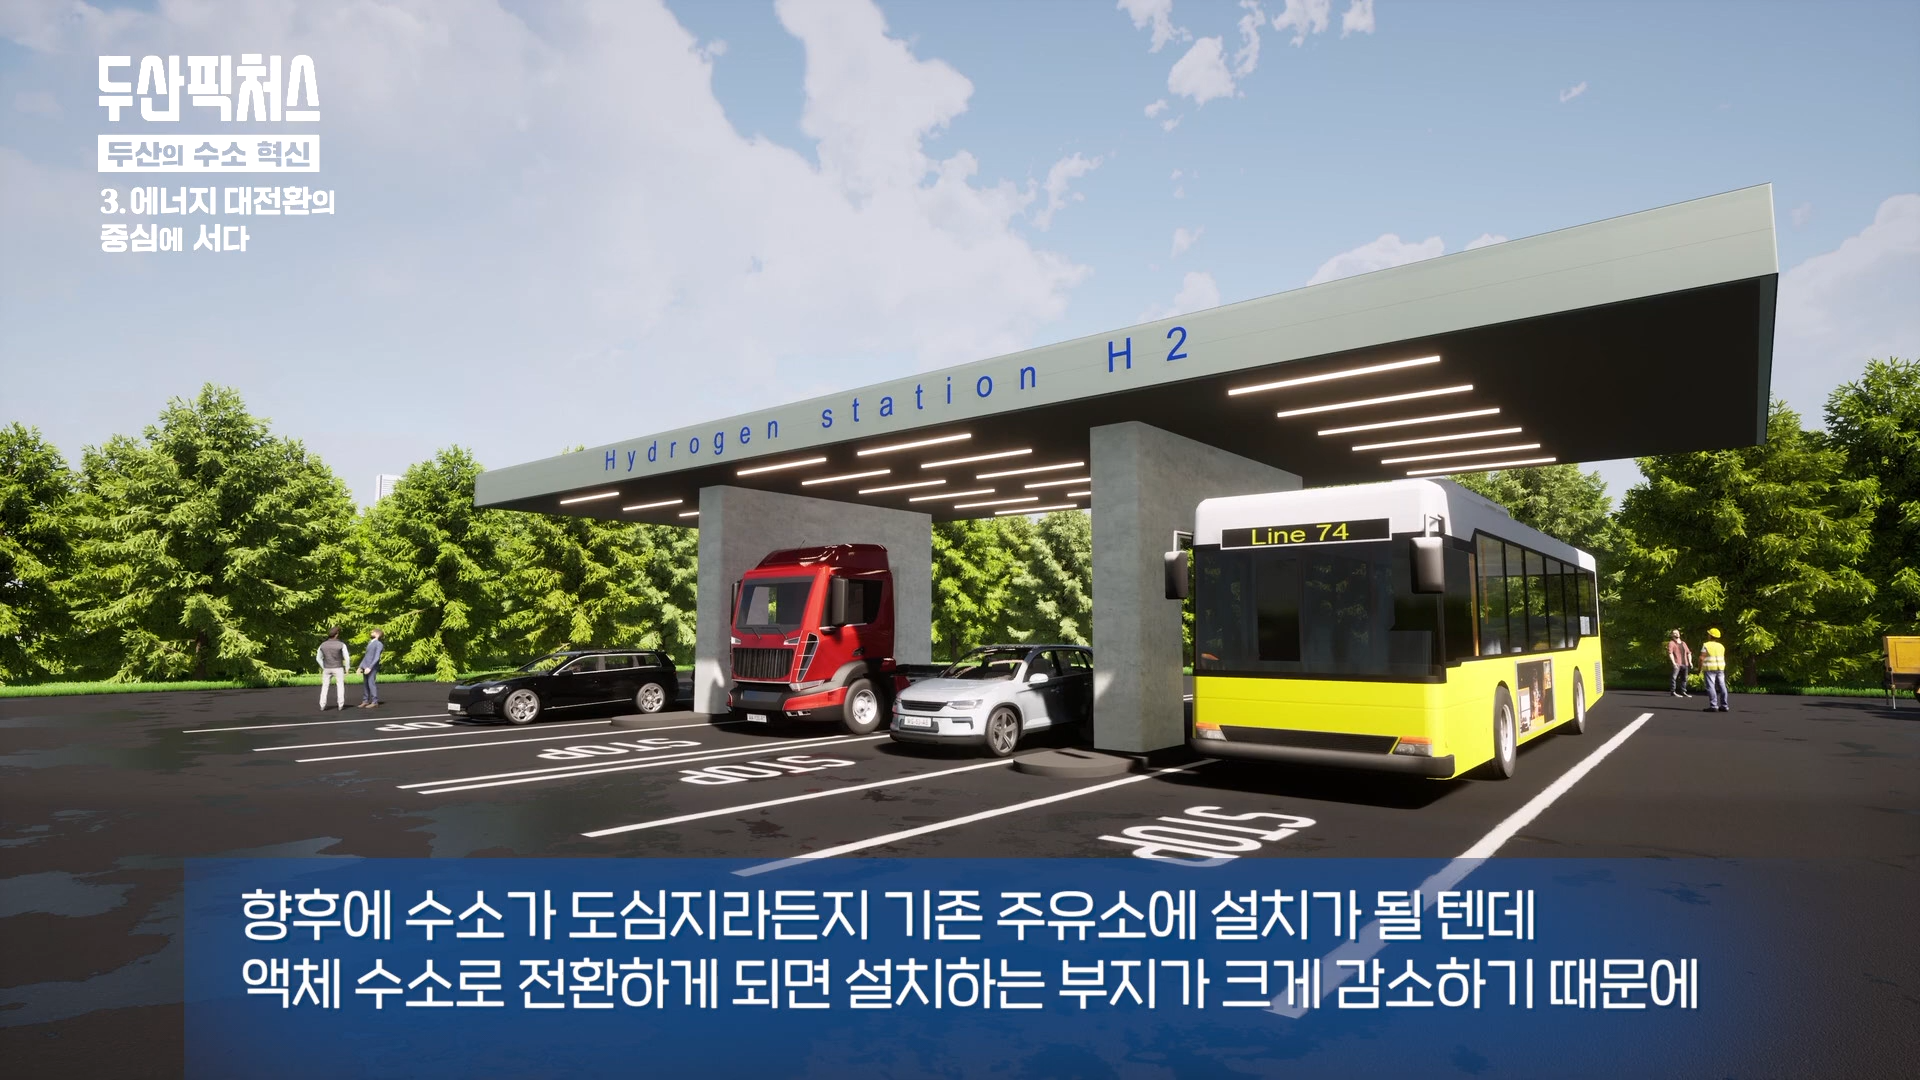 두산픽처스
두산의 수소 혁신
3. 에너지 대전환의
중심에 서다
Hydrogen station H2
Line 74
STOP
STOP
STOP
STOP
향후에 수소가 도심지라든지 기존 주유소에 설치가 될 텐데
액체 수소로 전환하게 되면 설치하는 부지가 크게 감소하기 때문에